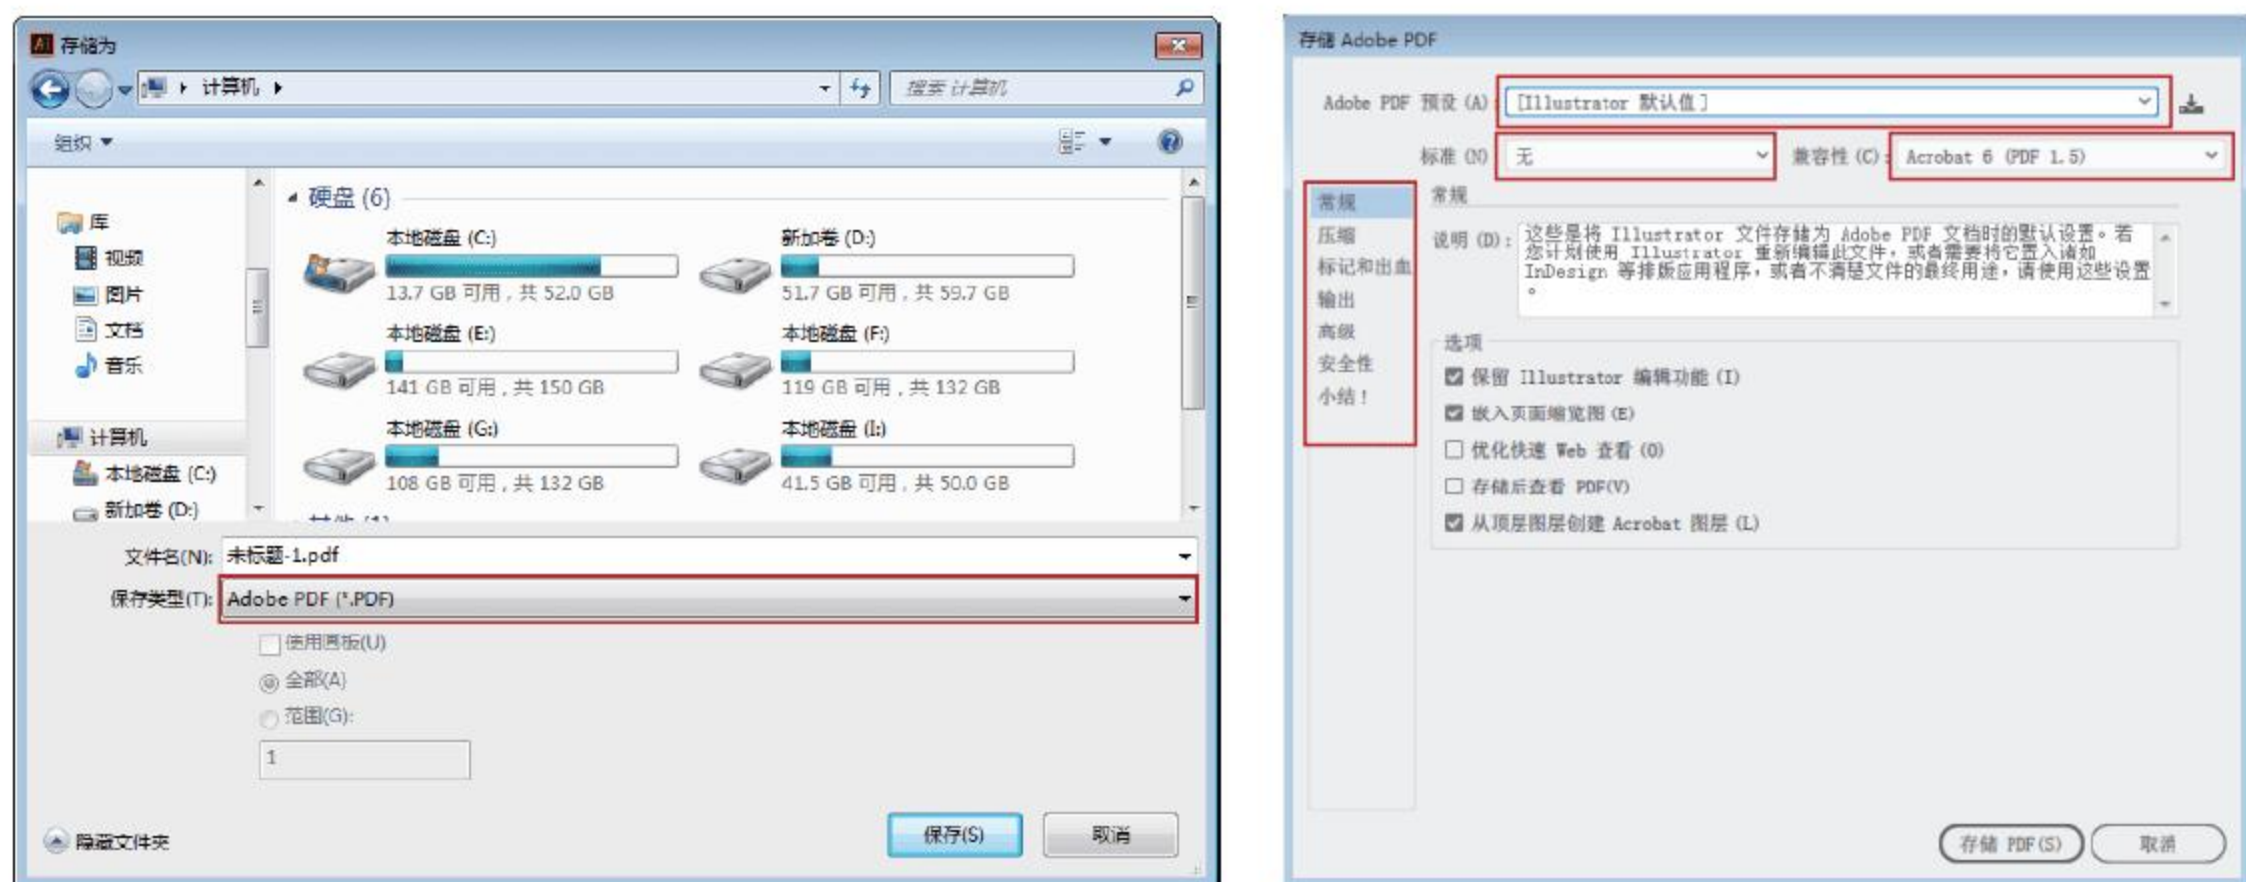 存储为
计算机
搜索 计算机
组织
库
视频
图片
文档
音乐
计算机
本地磁盘 (C:)
新加卷 (D:)
硬盘 (6)
本地磁盘 (C:)
13.7 GB 可用，共 52.0 GB
新加卷 (D:)
51.7 GB 可用，共 59.7 GB
本地磁盘 (E:)
141 GB 可用，共 150 GB
本地磁盘 (F:)
119 GB 可用，共 132 GB
本地磁盘 (G:)
108 GB 可用，共 132 GB
本地磁盘 (I:)
41.5 GB 可用，共 50.0 GB
文件名(N): 未标题-1.pdf
保存类型(T): Adobe PDF (*.PDF)
使用画板(U)
全部(A)
范围(G):
1
隐藏文件夹
保存(S)
取消
存储 Adobe PDF
Adobe PDF 预设 (A): [Illustrator 默认值]
标准 (N) 无
兼容性 (C): Acrobat 6 (PDF 1.5)
常规
压缩
标记和出血
输出
高级
安全性
小结!
常规
说明 (D): 这些是将 Illustrator 文件存储为 Adobe PDF 文档时的默认设置。若
您计划使用 Illustrator 重新编辑此文件，或者需要将它置入诸如
InDesign 等排版应用程序，或者不清楚文件的最终用途，请使用这些设置
。
选项
保留 Illustrator 编辑功能 (I)
嵌入页面缩览图 (E)
优化快速 Web 查看 (O)
存储后查看 PDF(V)
从顶层图层创建 Acrobat 图层 (L)
存储 PDF(S)
取消